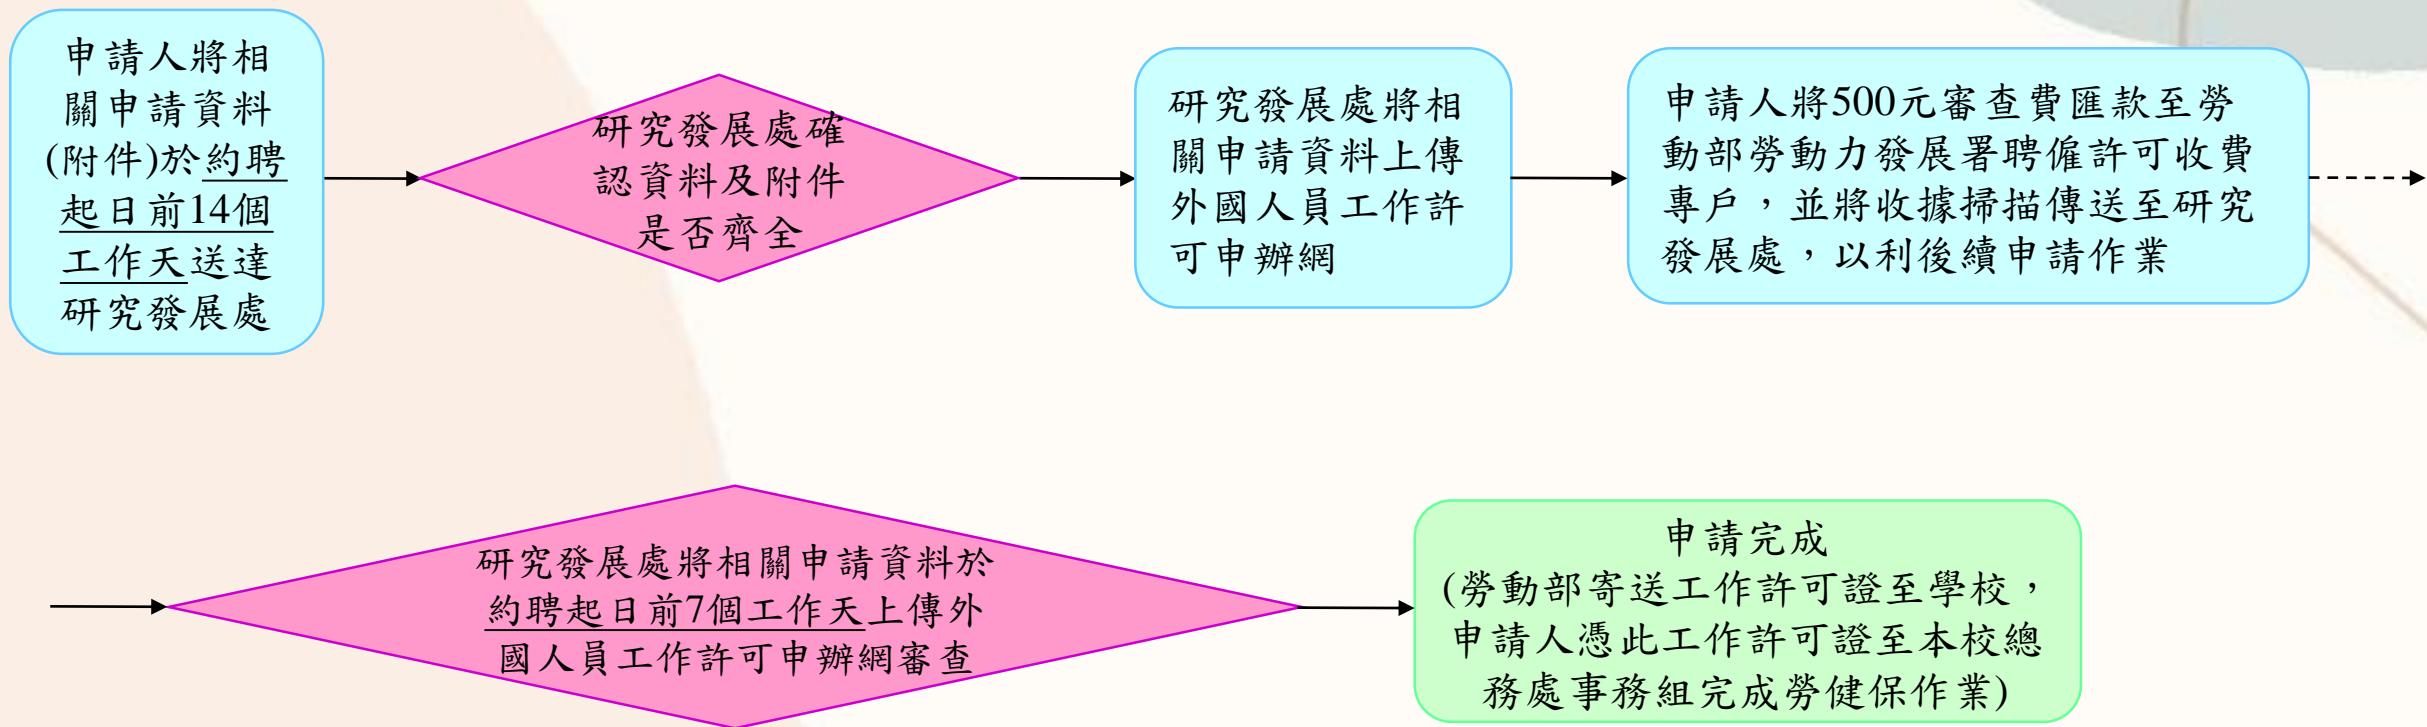 申請人將相
關申請資料
(附件)於約聘
起日前14個
工作天送達
研究發展處
研究發展處確
認資料及附件
是否齊全
研究發展處將相
關申請資料上傳
外國人員工作許
可申辦網
申請人將500元審查費匯款至勞
動部勞動力發展署聘僱許可收費
專戶，並將收據掃描傳送至研究
發展處，以利後續申請作業
研究發展處將相關申請資料於
約聘起日前7個工作天上傳外
國人員工作許可申辦網審查
申請完成
(勞動部寄送工作許可證至學校，
申請人憑此工作許可證至本校總
務處事務組完成勞健保作業)